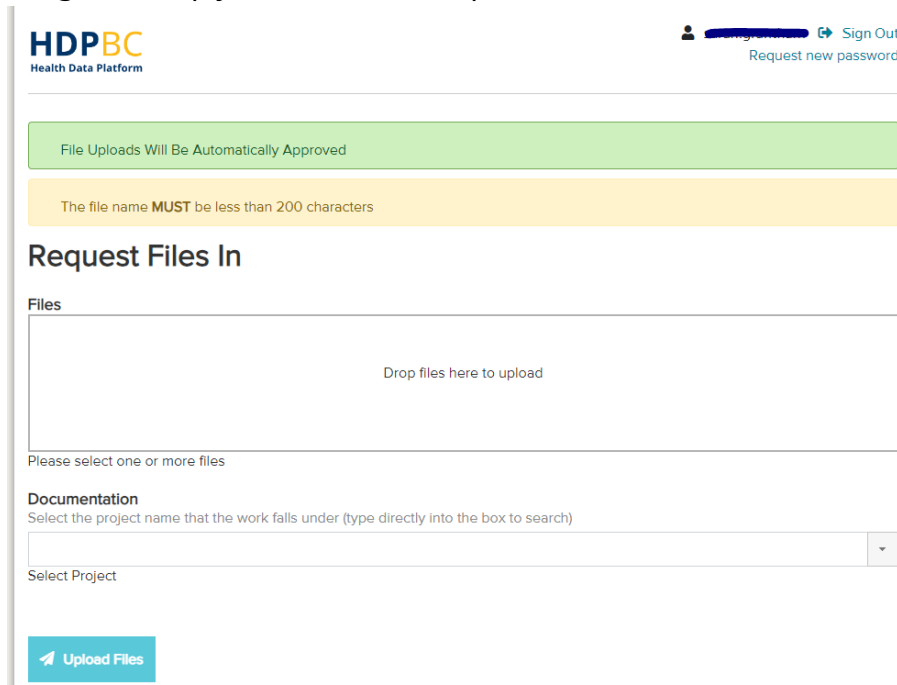 HDPBC
Health Data Platform
Sign Out
Request new password
File Uploads Will Be Automatically Approved
The file name MUST be less than 200 characters
Request Files In
Files
Drop files here to upload
Please select one or more files
Documentation
Select the project name that the work falls under (type directly into the box to search)
Select Project
Upload Files